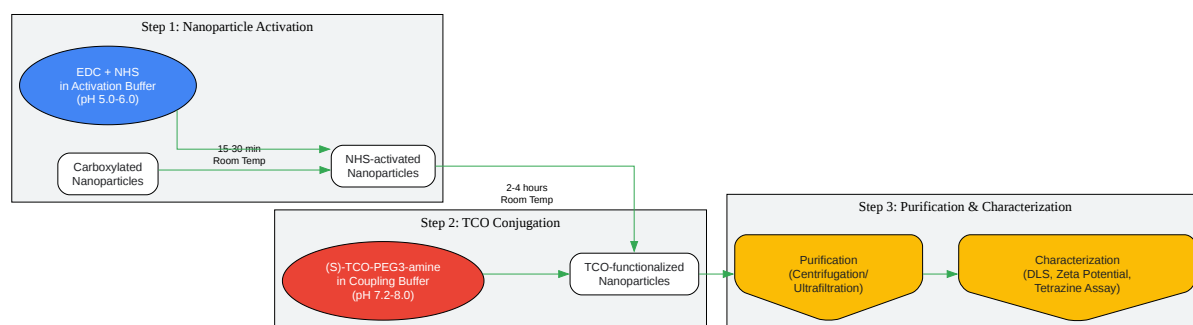 Step 1: Nanoparticle Activation
EDC + NHS
in Activation Buffer
(pH 5.0-6.0)
15-30 min
Room Temp
Carboxylated
Nanoparticles
NHS-activated
Nanoparticles
2-4 hours
Room Temp
Step 2: TCO Conjugation
(S)-TCO-PEG3-amine
in Coupling Buffer
(pH 7.2-8.0)
TCO-functionalized
Nanoparticles
Step 3: Purification & Characterization
Purification
(Centrifugation/
Ultrafiltration)
Characterization
(DLS, Zeta Potential,
Tetrazine Assay)